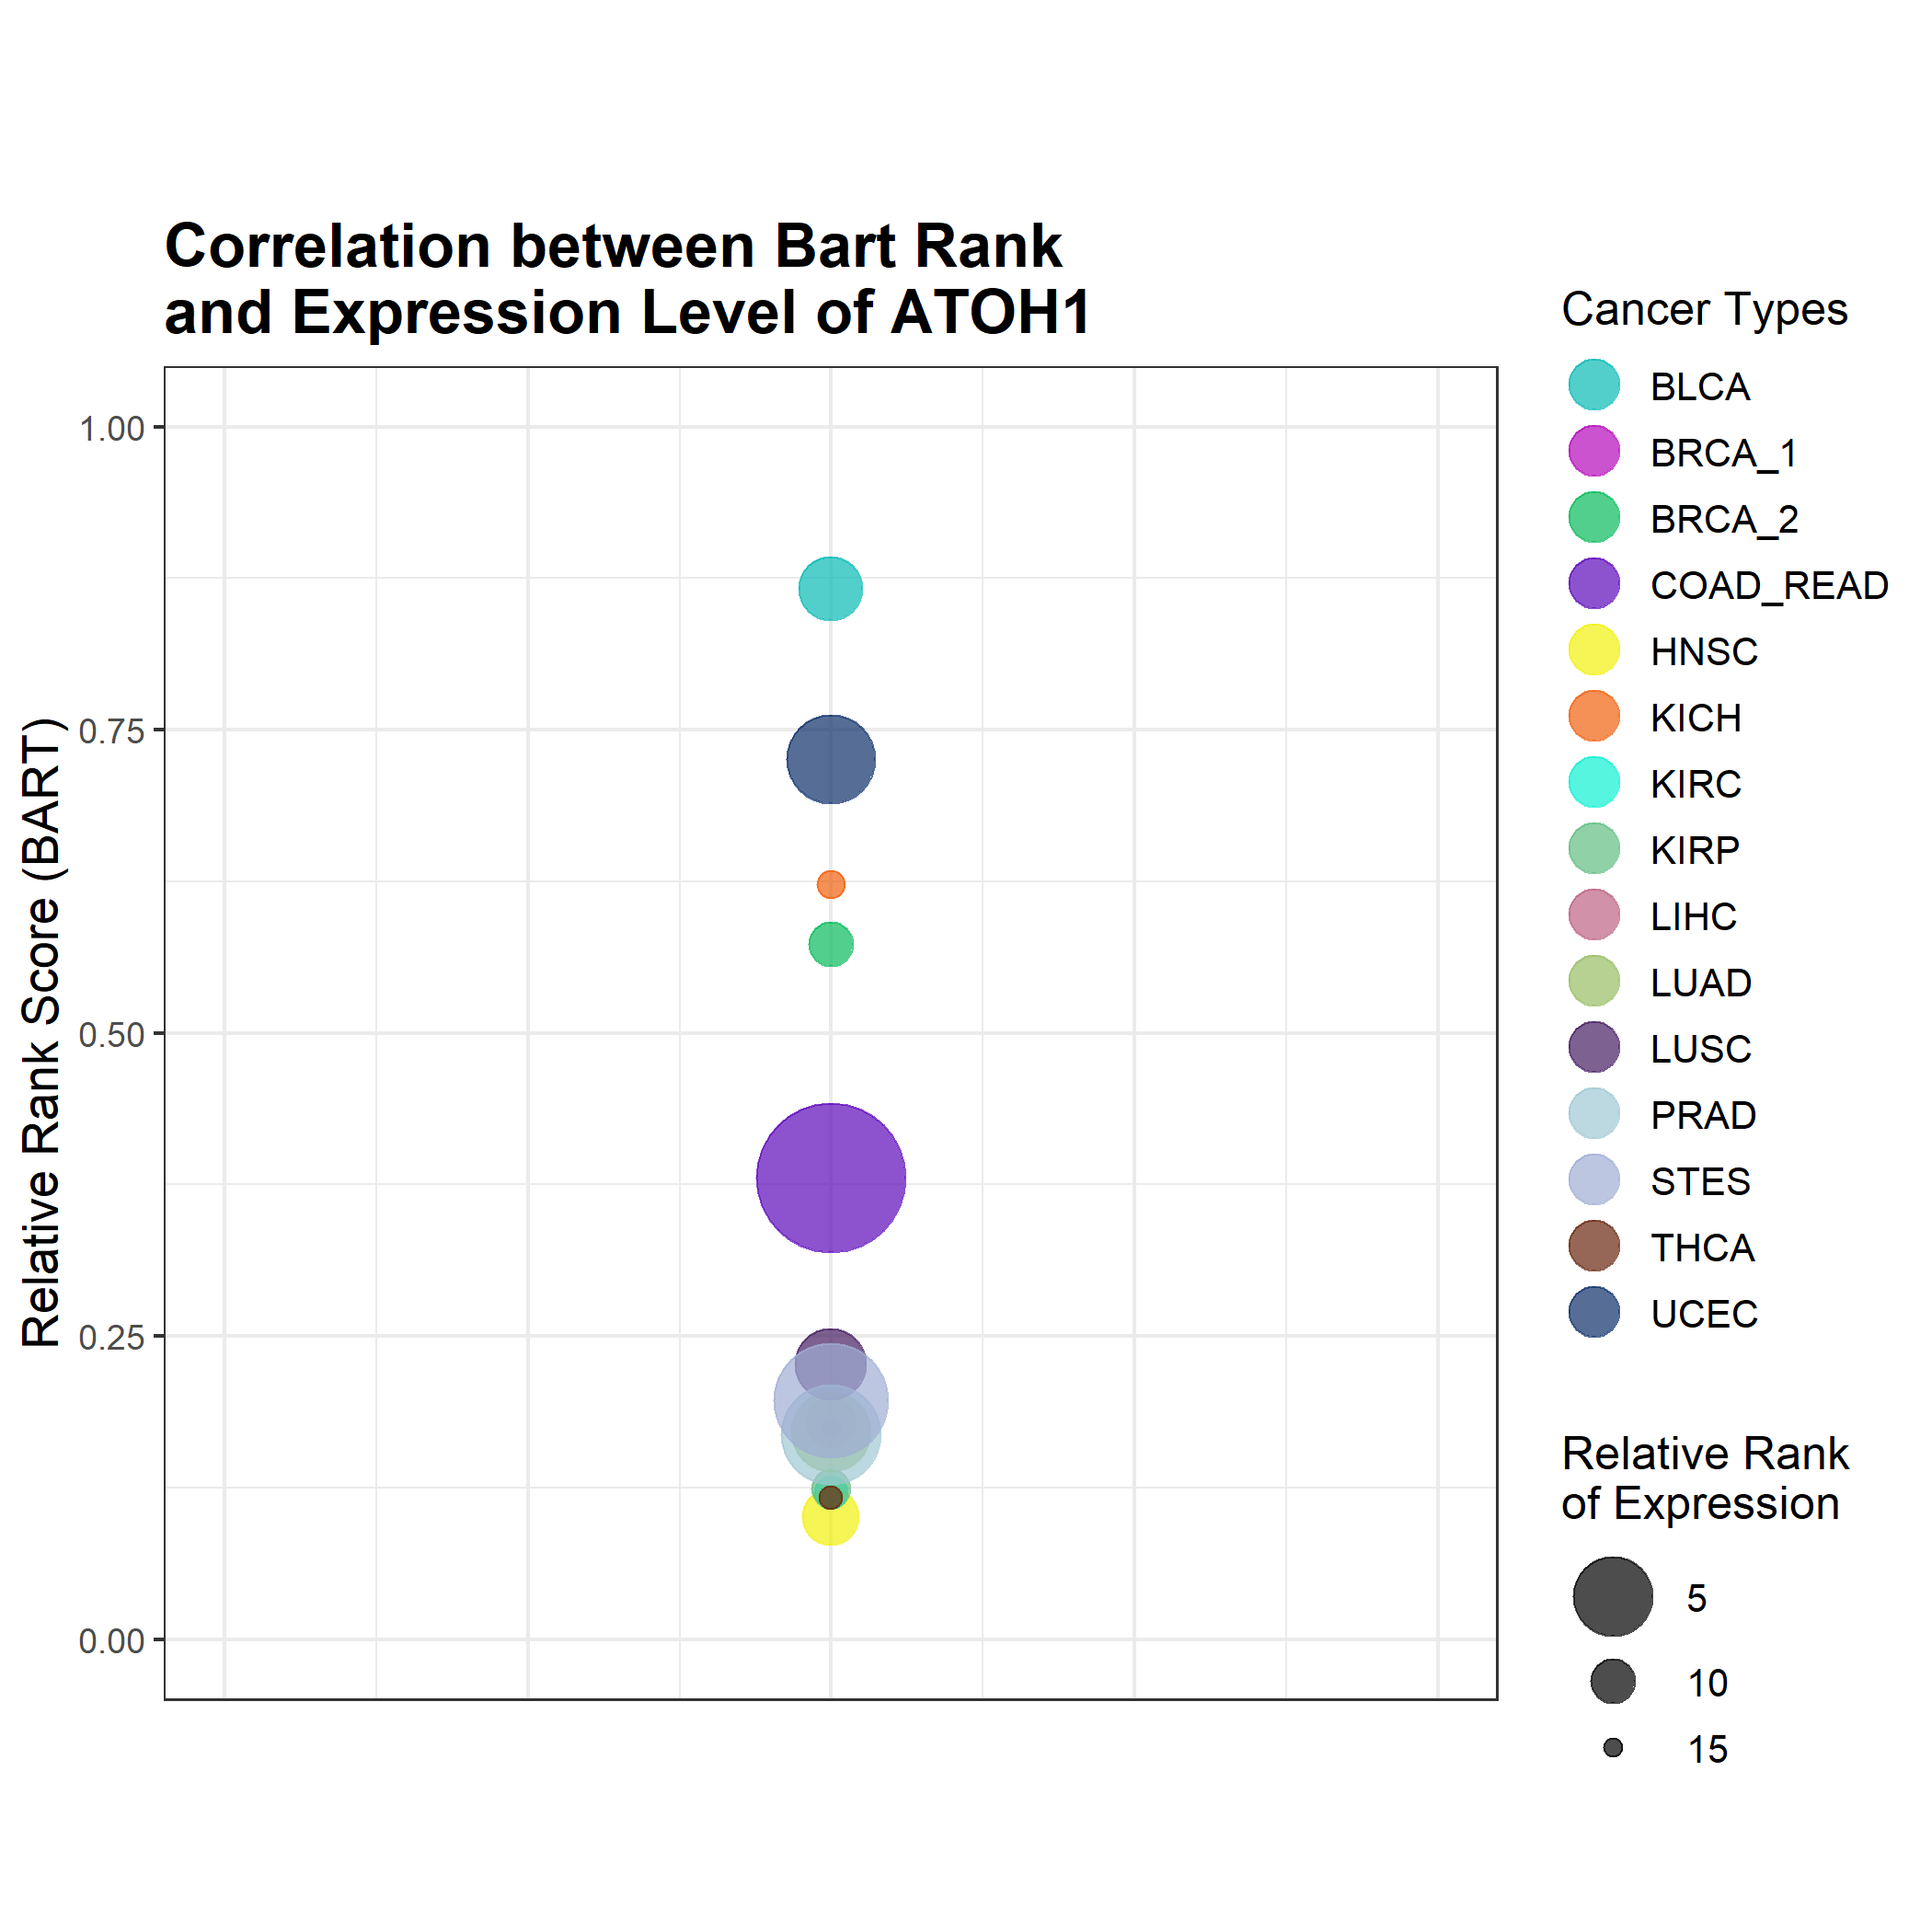 Correlation between Bart Rank
and Expression Level of ATOH1
Relative Rank Score (BART)
1.00
0.75
0.50
0.25
0.00
Cancer Types
BLCA
BRCA_1
BRCA_2
COAD_READ
HNSC
KICH
KIRC
KIRP
LIHC
LUAD
LUSC
PRAD
STES
THCA
UCEC
Relative Rank
of Expression
5
10
15